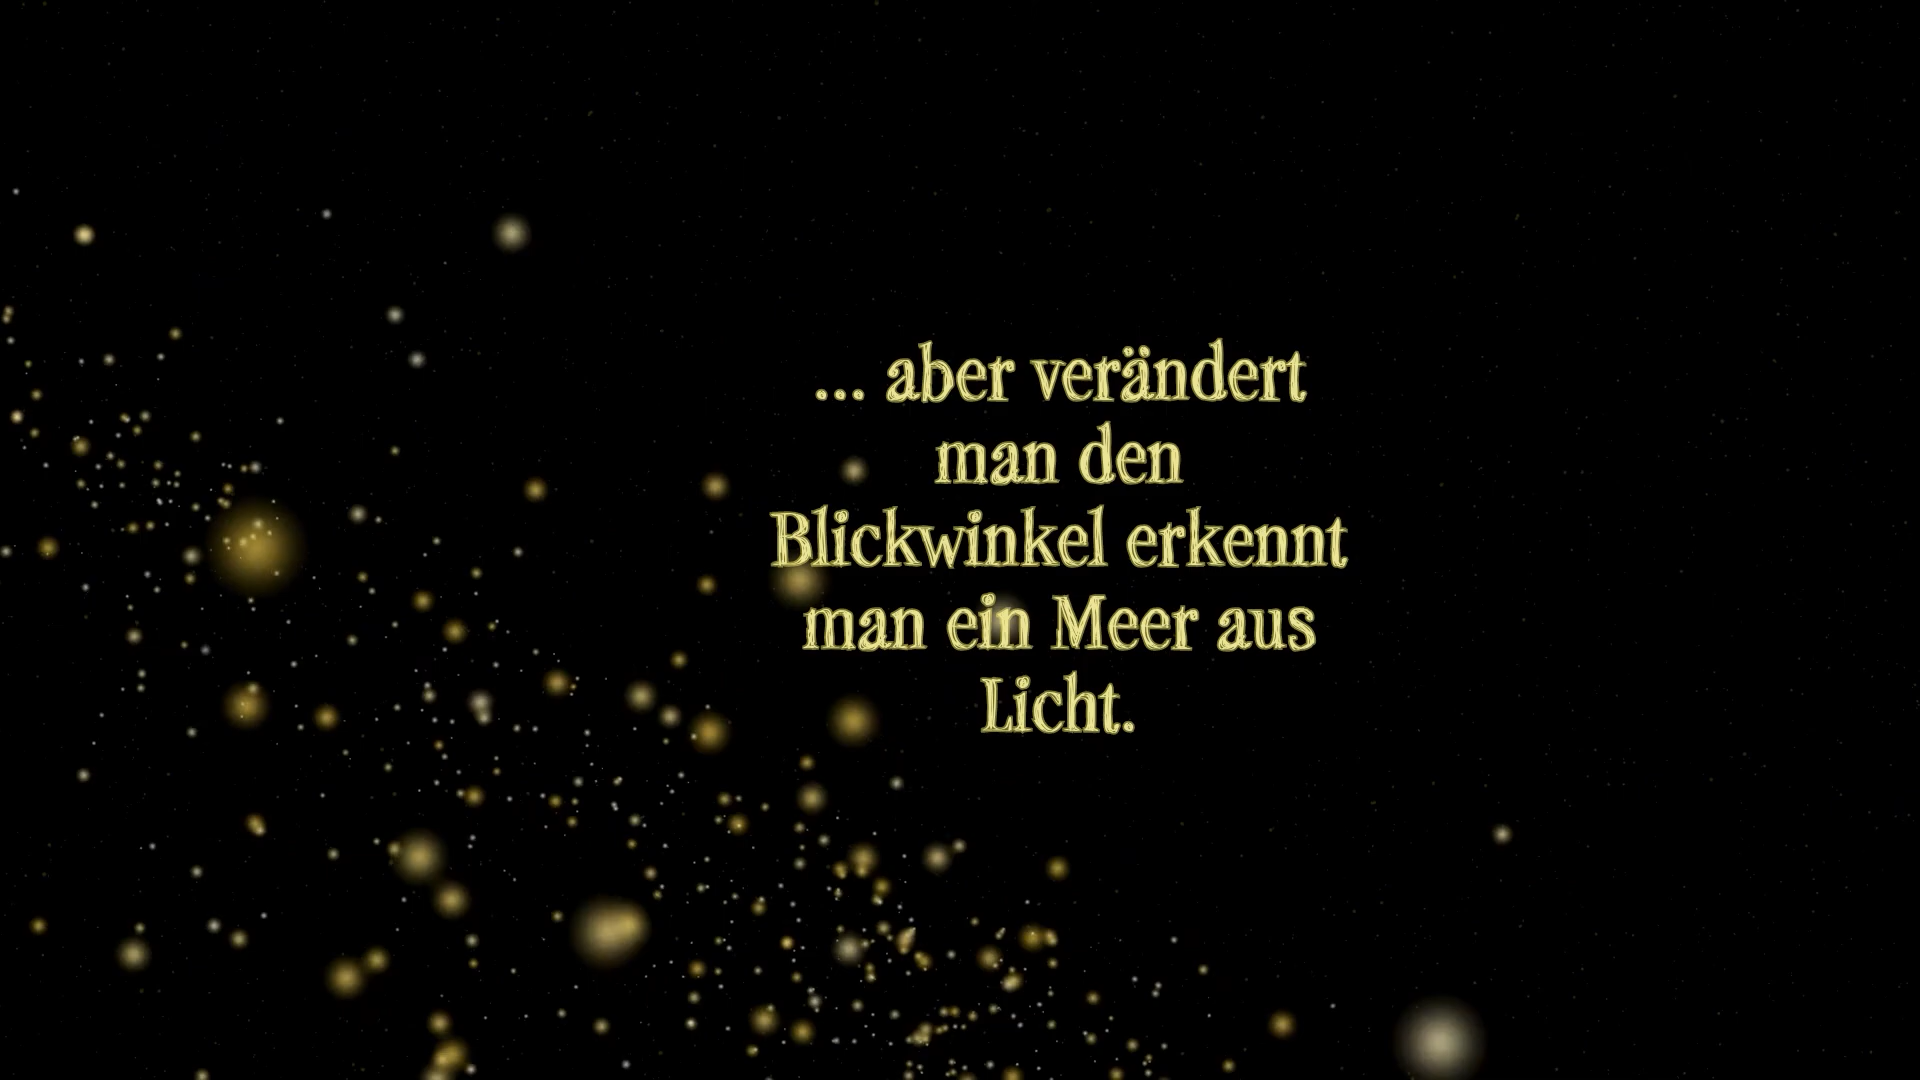 ... aber verändert
man den
Blickwinkel erkennt
man ein Meer aus
Licht.